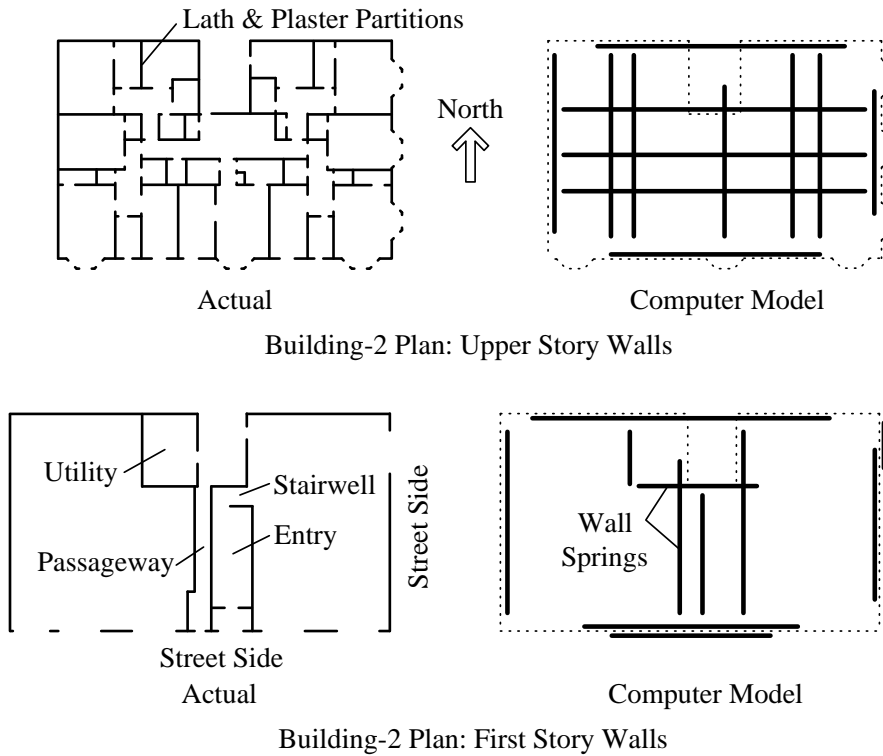 Lath & Plaster Partitions
North
Actual
Computer Model
Building-2 Plan: Upper Story Walls
Utility
Stairwell
Passageway
Entry
Street Side
Wall
Springs
Street Side
Actual
Computer Model
Building-2 Plan: First Story Walls